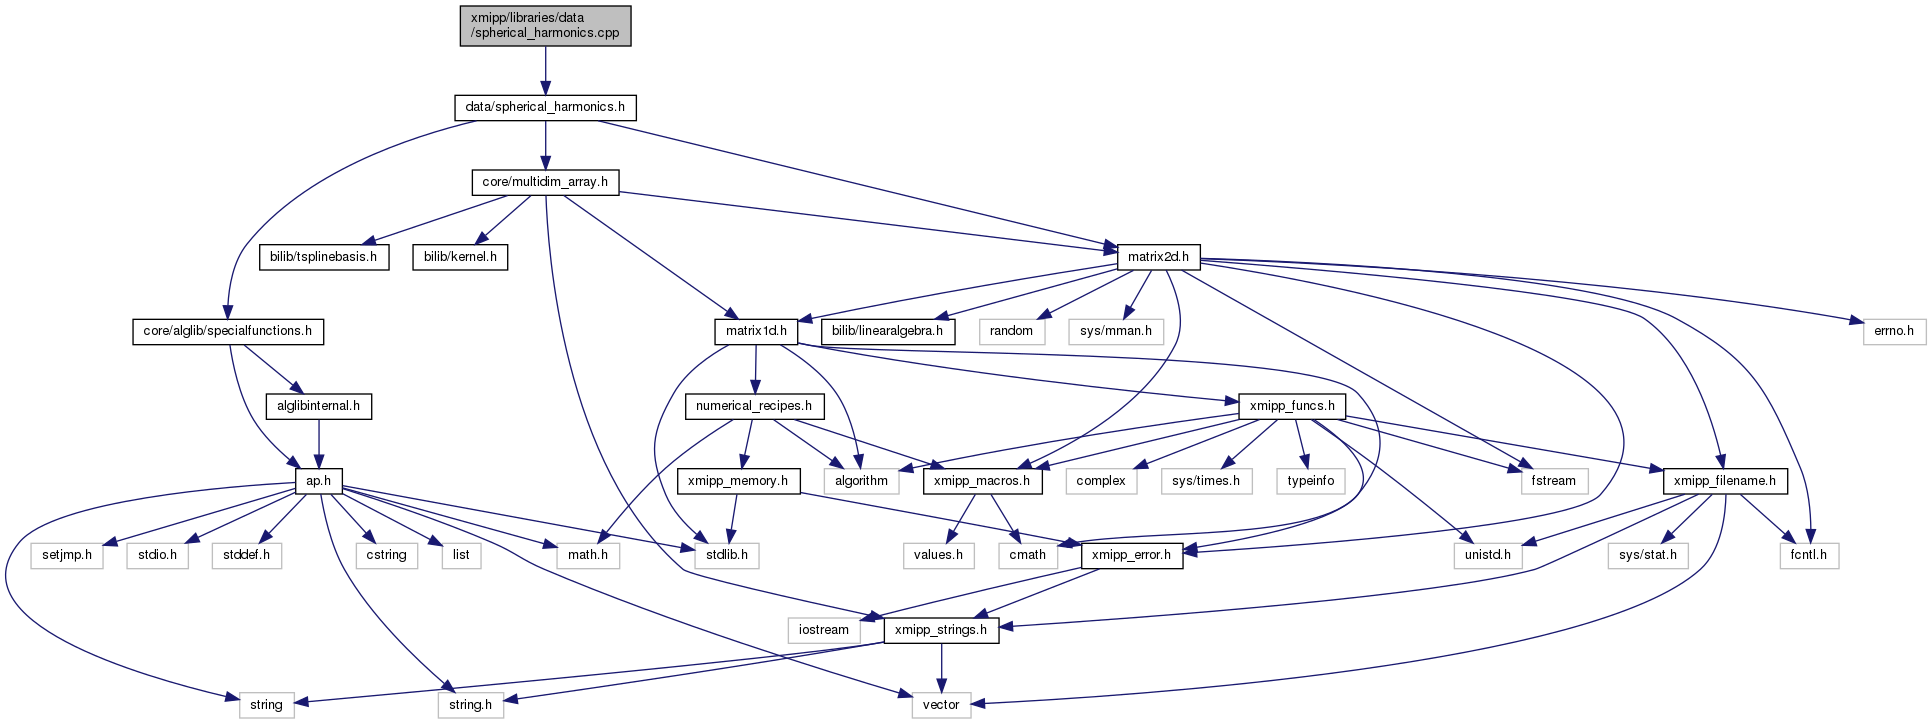 xmipp/libraries/data
/spherical_harmonics.cpp
data/spherical_harmonics.h
core/multidim_array.h
bilib/tsplinebasis.h
bilib/kernel.h
matrix2d.h
core/alglib/specialfunctions.h
matrix1d.h
bilib/linearalgebra.h
random
sys/mman.h
errno.h
alglibinternal.h
numerical_recipes.h
xmipp_funcs.h
ap.h
xmipp_memory.h
algorithm
xmipp_macros.h
complex
sys/times.h
typeinfo
fstream
xmipp_filename.h
setjmp.h
stdio.h
stddef.h
cstring
list
math.h
stdlib.h
values.h
cmath
xmipp_error.h
unistd.h
sys/stat.h
fcntl.h
iostream
xmipp_strings.h
string
string.h
vector